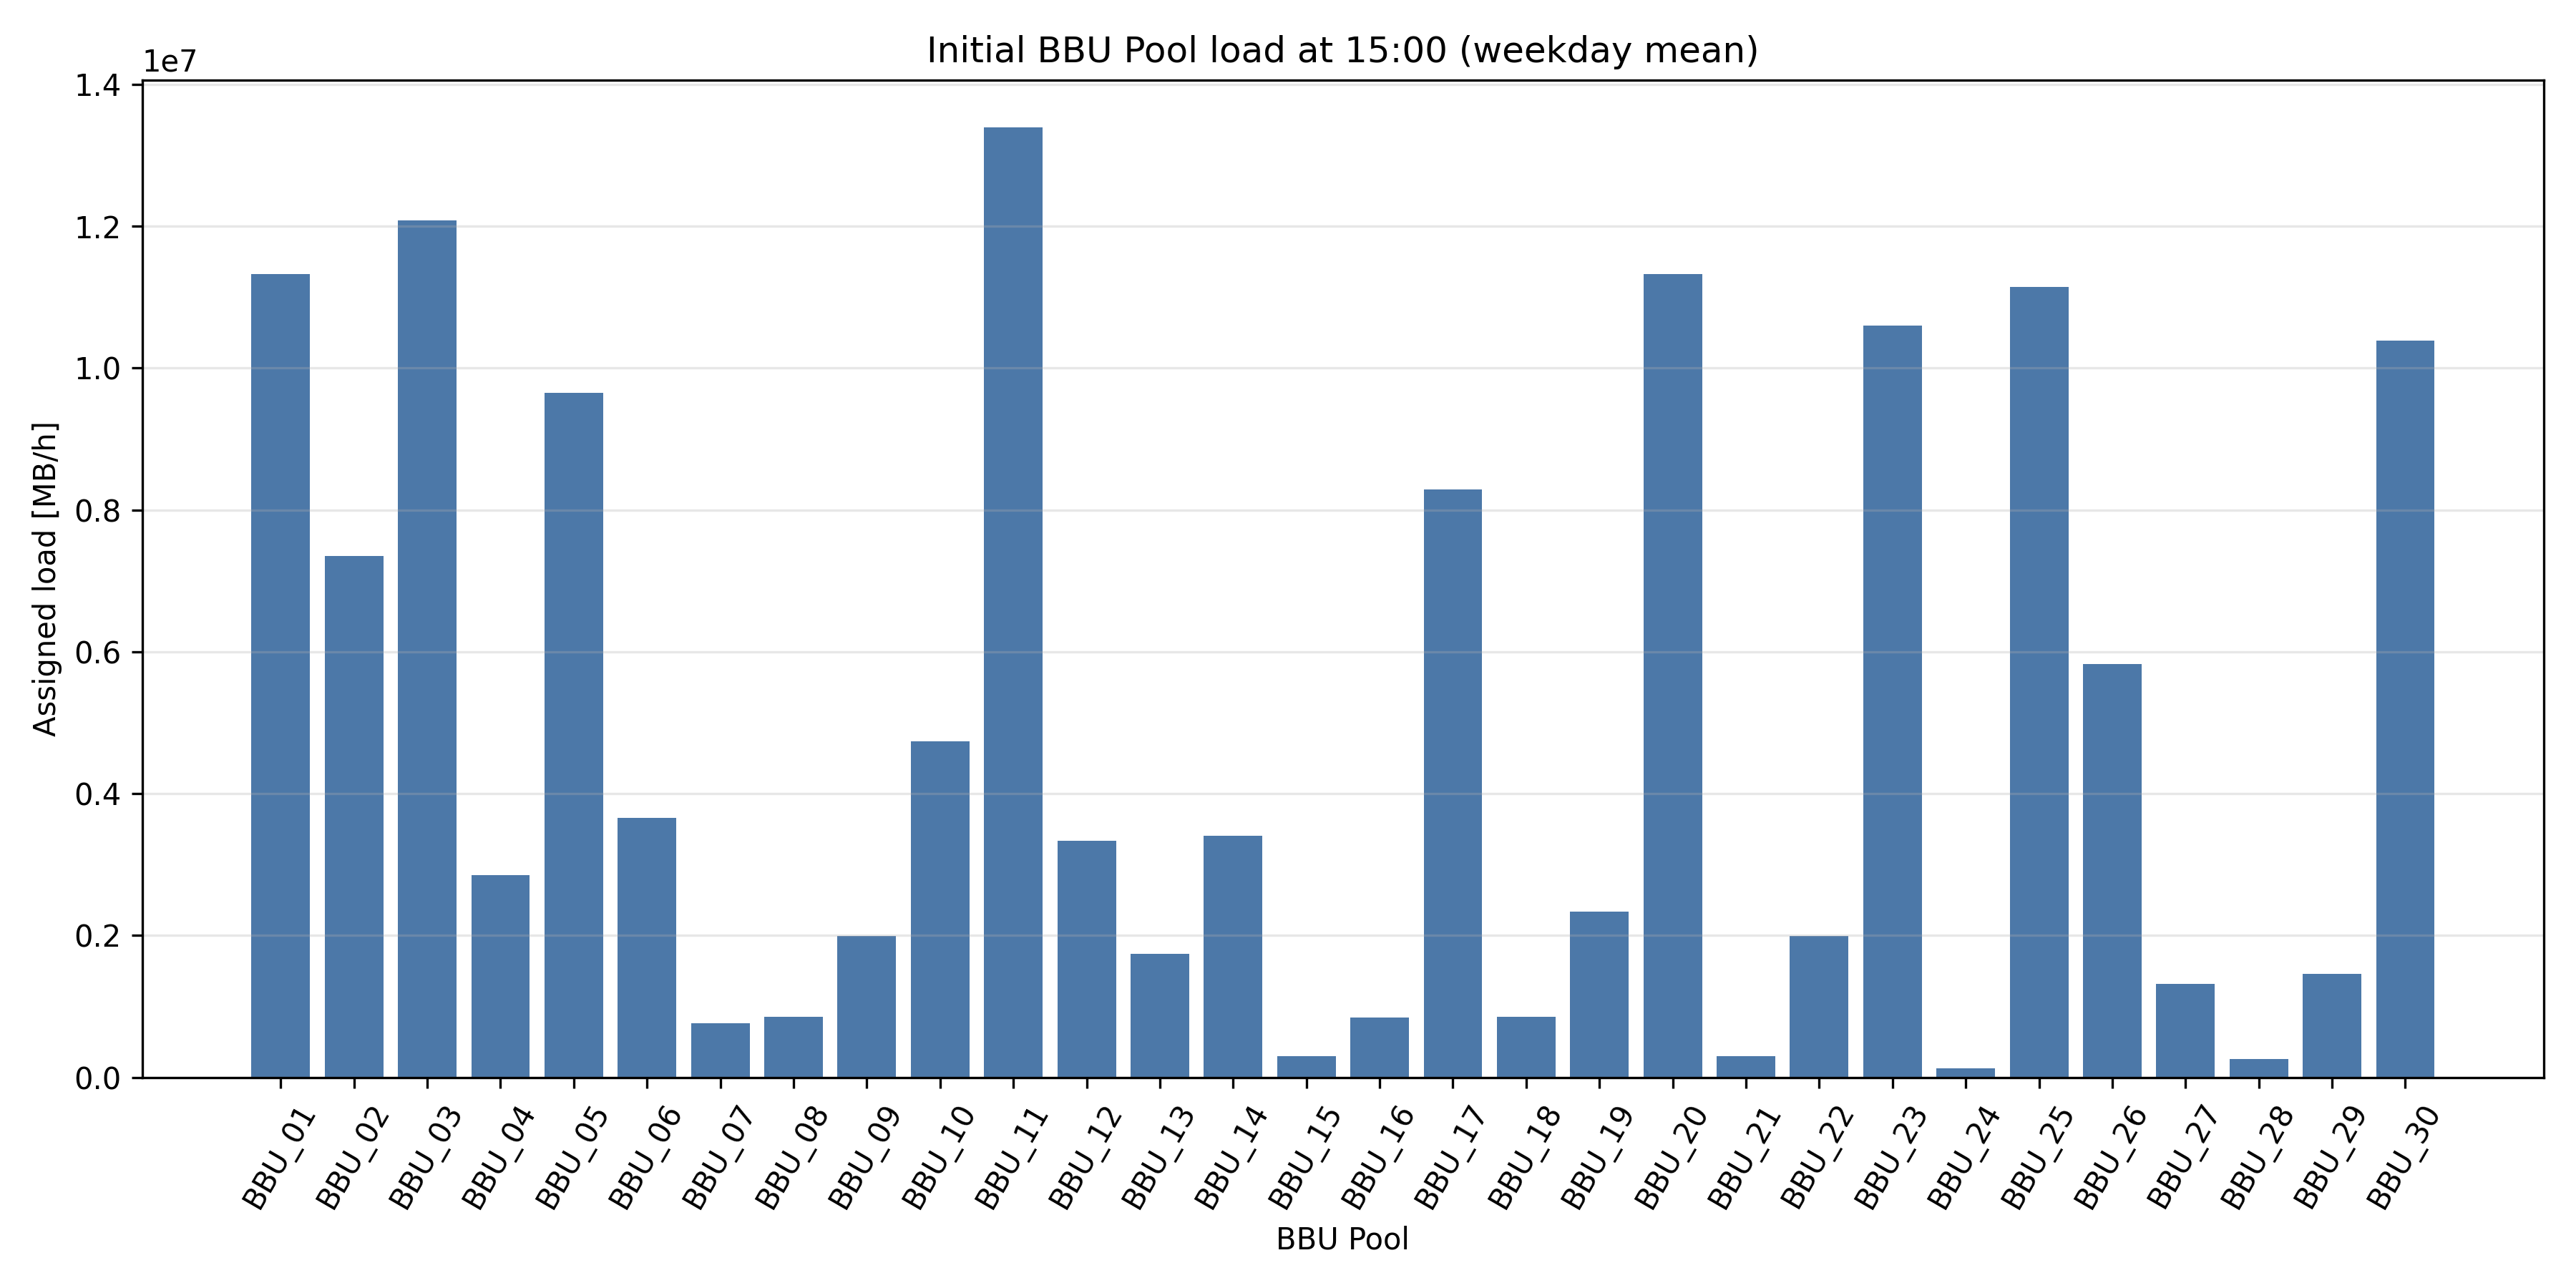 Initial BBU Pool load at 15:00 (weekday mean)
1e7
1.4
1.2
1.0
0.8
0.6
0.4
0.2
0.0
Assigned load [MB/h]
BBU_01
BBU_02
BBU_03
BBU_04
BBU_05
BBU_06
BBU_07
BBU_08
BBU_09
BBU_10
BBU_11
BBU_12
BBU_13
BBU_14
BBU_15
BBU_16
BBU_17
BBU_18
BBU_19
BBU_20
BBU_21
BBU_22
BBU_23
BBU_24
BBU_25
BBU_26
BBU_27
BBU_28
BBU_29
BBU_30
BBU Pool